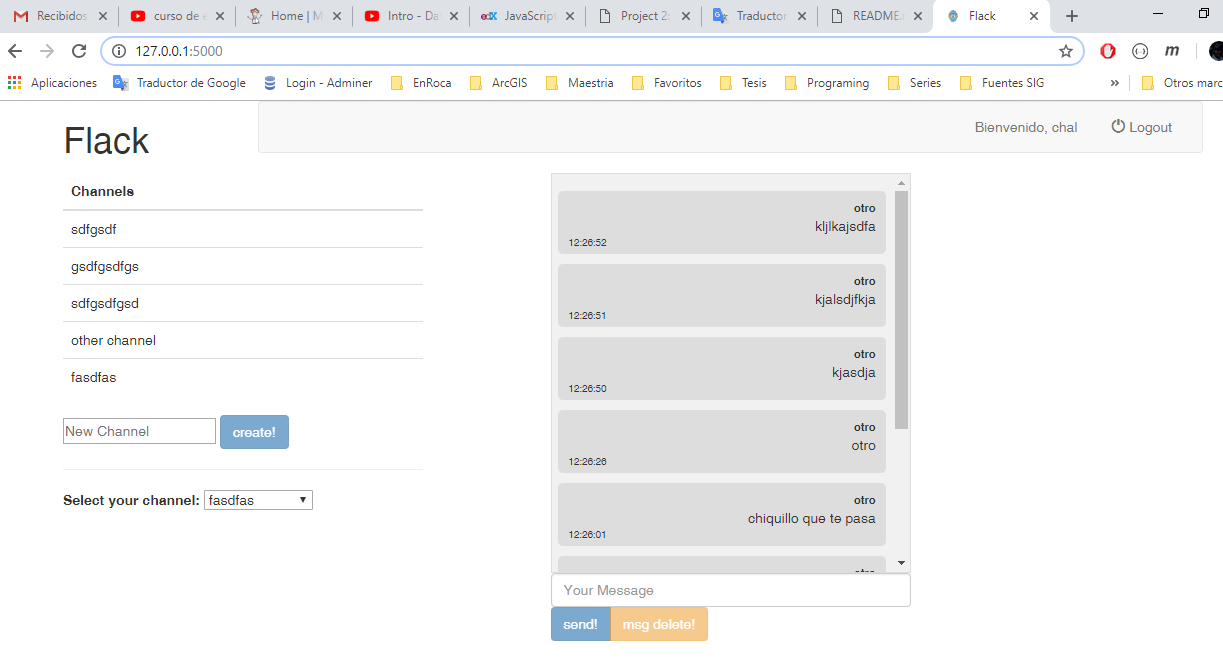 Recibidos
curso de e
Home | M
Intro - Da
edX JavaScript
Project 2:
Traductor
README.
Flack
127.0.0.1:5000
m
Aplicaciones
Traductor de Google
Login - Adminer
EnRoca
ArcGIS
Maestria
Favoritos
Tesis
Programing
Series
Fuentes SIG
»
Otros marc
Flack
Bienvenido, chal
Logout
Channels
sdfgsdf
gsdfgsdfgs
sdfgsdfgsd
other channel
fasdfas
New Channel
create!
Select your channel: fasdfas
otro
kljlkajsdfa
12:26:52
otro
kjalsdjfkja
12:26:51
otro
kjasdja
12:26:50
otro
otro
12:26:26
otro
chiquillo que te pasa
12:26:01
otro
Your Message
send!
msg delete!